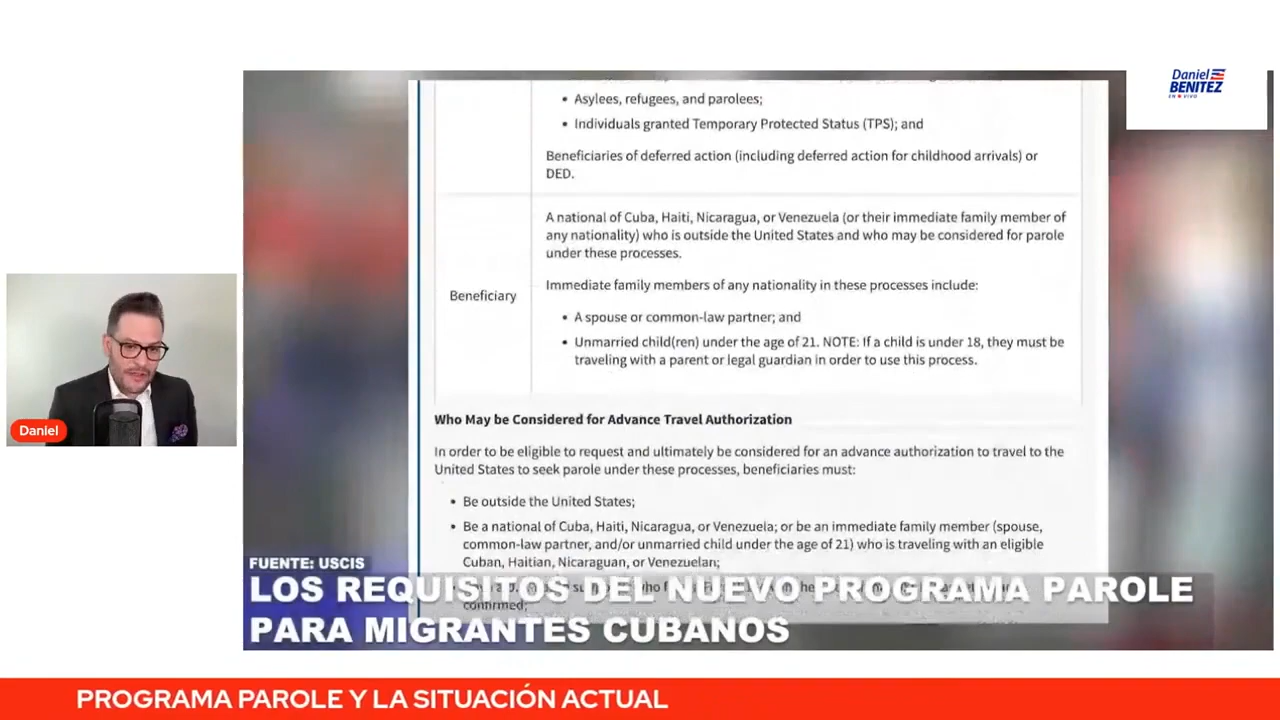 Daniel
BENITEZ
EN VIVO
Asylees, refugees, and parolees;
Individuals granted Temporary Protected Status (TPS); and
Beneficiaries of deferred action (including deferred action for childhood arrivals) or
DED.
A national of Cuba, Haiti, Nicaragua, or Venezuela (or their immediate family member of
any nationality) who is outside the United States and who may be considered for parole
under these processes.
Immediate family members of any nationality in these processes include:
Beneficiary
A spouse or common-law partner; and
Unmarried child(ren) under the age of 21. NOTE: If a child is under 18, they must be
traveling with a parent or legal guardian in order to use this process.
Who May be Considered for Advance Travel Authorization
In order to be eligible to request and ultimately be considered for an advance authorization to travel to the
United States to seek parole under these processes, beneficiaries must:
Be outside the United States;
Be a national of Cuba, Haiti, Nicaragua, or Venezuela; or be an immediate family member (spouse,
common-law partner, and/or unmarried child under the age of 21) who is traveling with an eligible
Cuban, Haitian, Nicaraguan, or Venezuelan;
confirmed;
Daniel
FUENTE: USCIS
LOS REQUISITOS DEL NUEVO PROGRAMA PAROLE
PARA MIGRANTES CUBANOS
PROGRAMA PAROLE Y LA SITUACIÓN ACTUAL